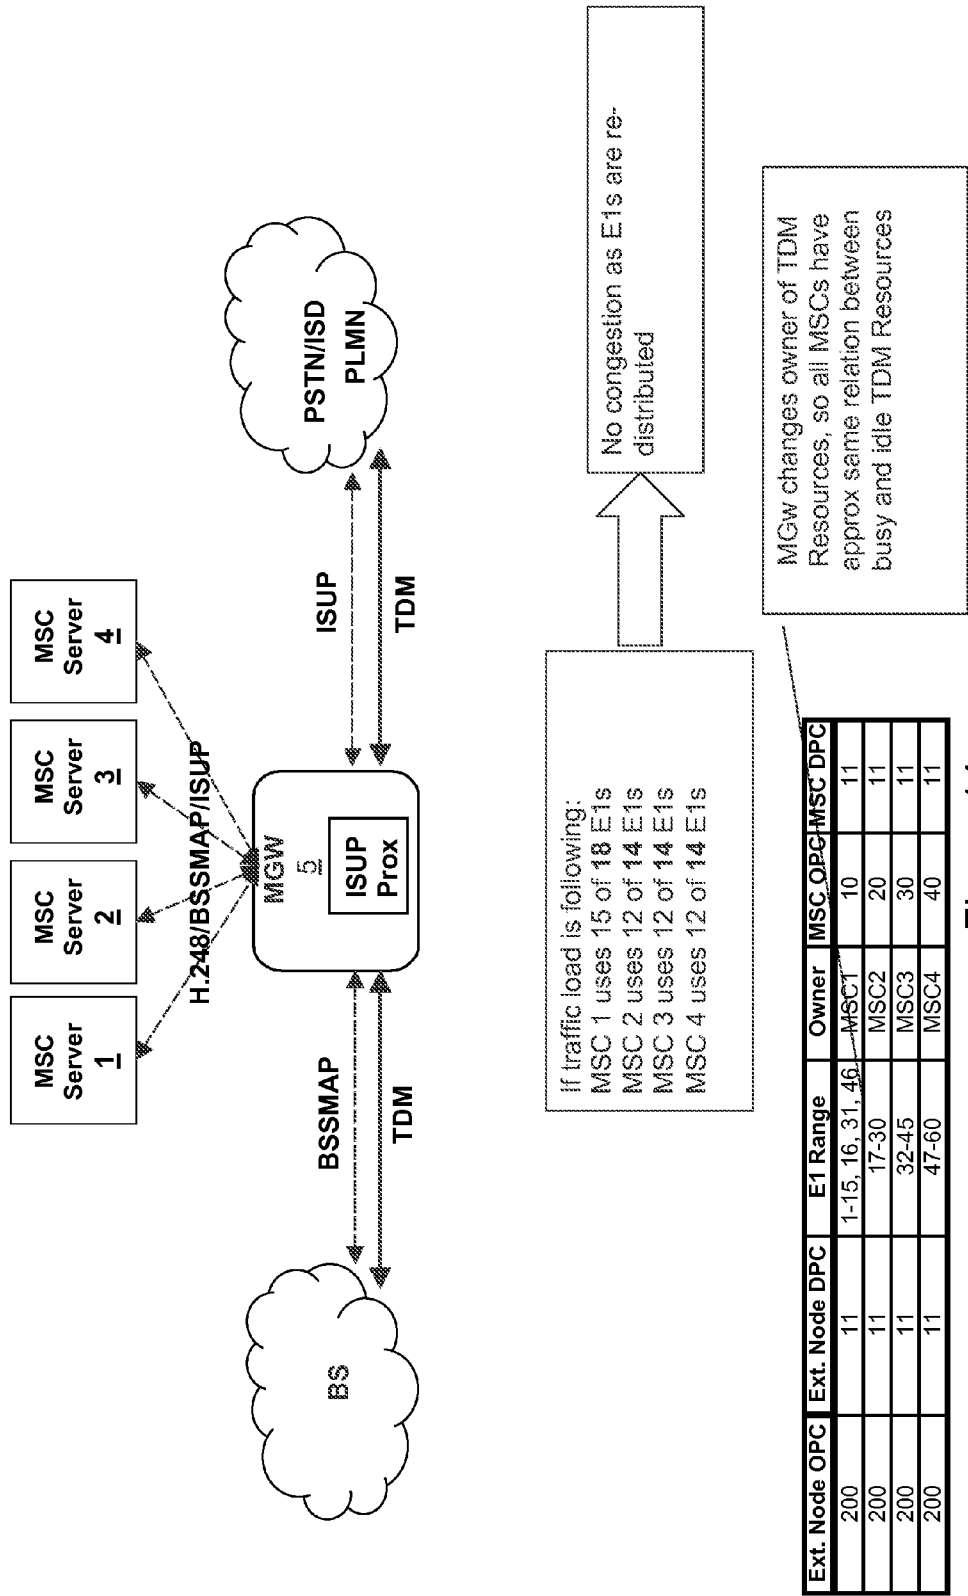 MSC
Server
1
MSC
Server
2
MSC
Server
3
MSC
Server
4
H.248/BSSMAP/ISUP
BS
BSSMAP
TDM
MGW
5
ISUP
Prox
ISUP
TDM
PSTN/ISD
PLMN
If traffic load is following:
MSC 1 uses 15 of 18 E1s
MSC 2 uses 12 of 14 E1s
MSC 3 uses 12 of 14 E1s
MSC 4 uses 12 of 14 E1s
No congestion as E1s are re-
distributed
MGw changes owner of TDM
Resources, so all MSCs have
approx same relation between
busy and idle TDM Resources
Ext. Node OPC Ext. Node DPC E1 Range Owner MSC OPC MSC DPC
200 11 1-15, 16, 31, 46 MSC1 10 11
200 11 17-30 MSC2 20 11
200 11 32-45 MSC3 30 11
200 11 47-60 MSC4 40 11